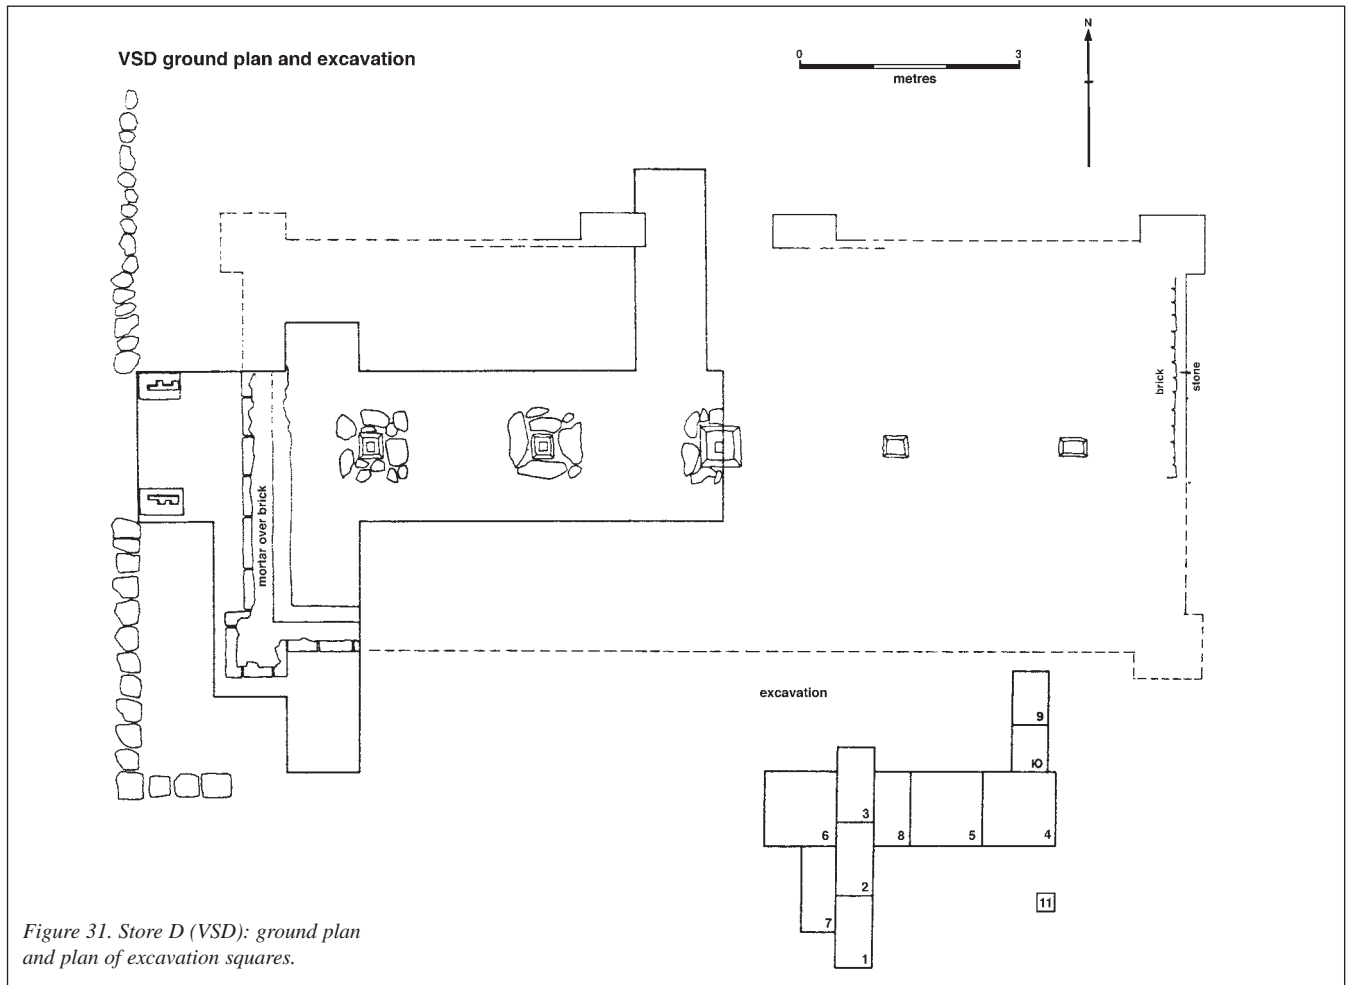 VSD ground plan and excavation
0
3
metres
N
brick
stone
mortar over brick
excavation
9
10
3
6
8
5
4
2
7
11
1
Figure 31. Store D (VSD): ground plan
and plan of excavation squares.